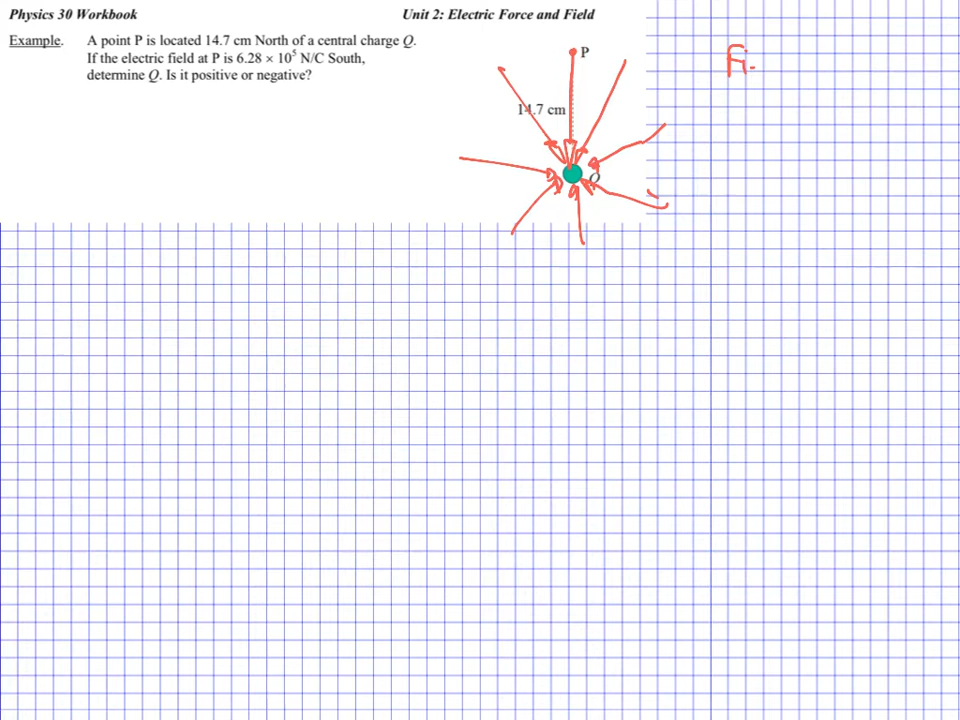 Physics 30 Workbook Unit 2: Electric Force and Field
Example. A point P is located 14.7 cm North of a central charge Q.
If the electric field at P is 6.28 × 10⁵ N/C South,
determine Q. Is it positive or negative?
P
14.7 cm
Q